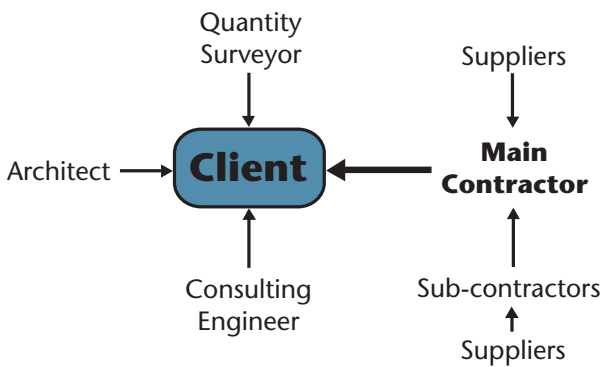 Quantity
Surveyor
Suppliers
Architect
Client
Main
Contractor
Consulting
Engineer
Sub-contractors
Suppliers